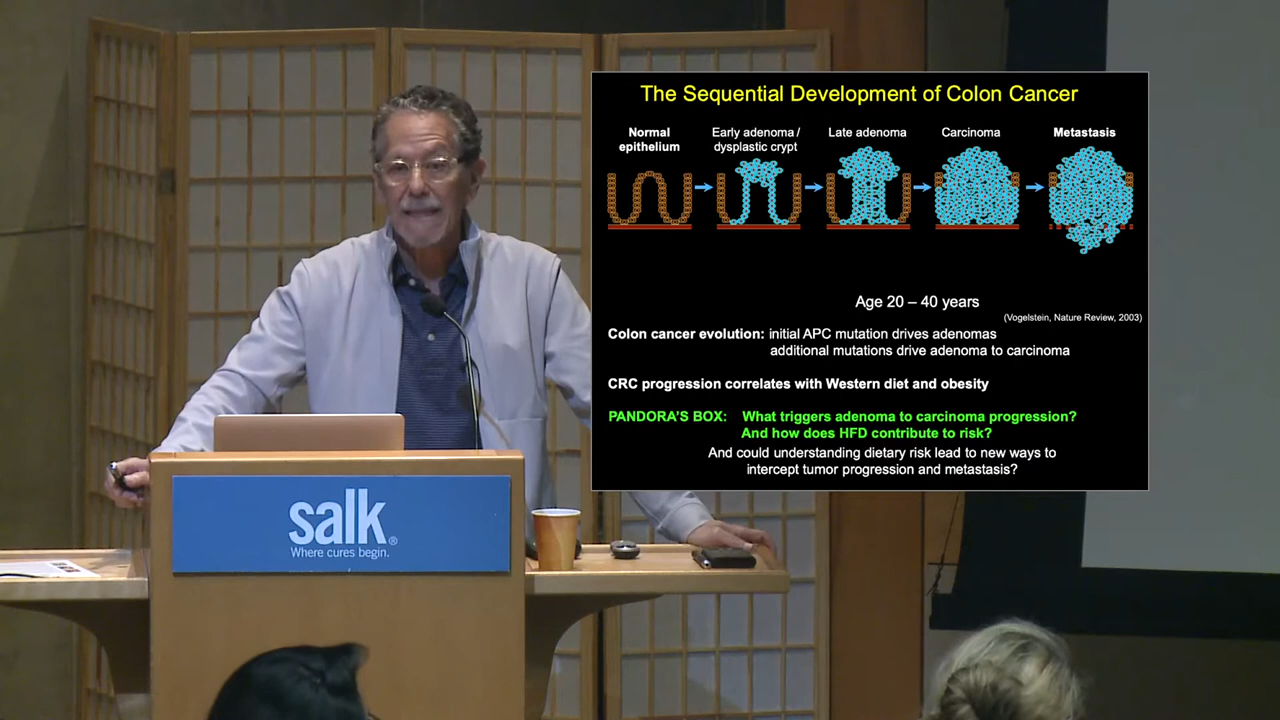 The Sequential Development of Colon Cancer
Normal epithelium
Early adenoma / dysplastic crypt
Late adenoma
Carcinoma
Metastasis
Age 20 – 40 years
(Vogelstein, Nature Review, 2003)
Colon cancer evolution: initial APC mutation drives adenomas
additional mutations drive adenoma to carcinoma
CRC progression correlates with Western diet and obesity
PANDORA'S BOX: What triggers adenoma to carcinoma progression?
And how does HFD contribute to risk?
And could understanding dietary risk lead to new ways to
intercept tumor progression and metastasis?
salk®
Where cures begin.